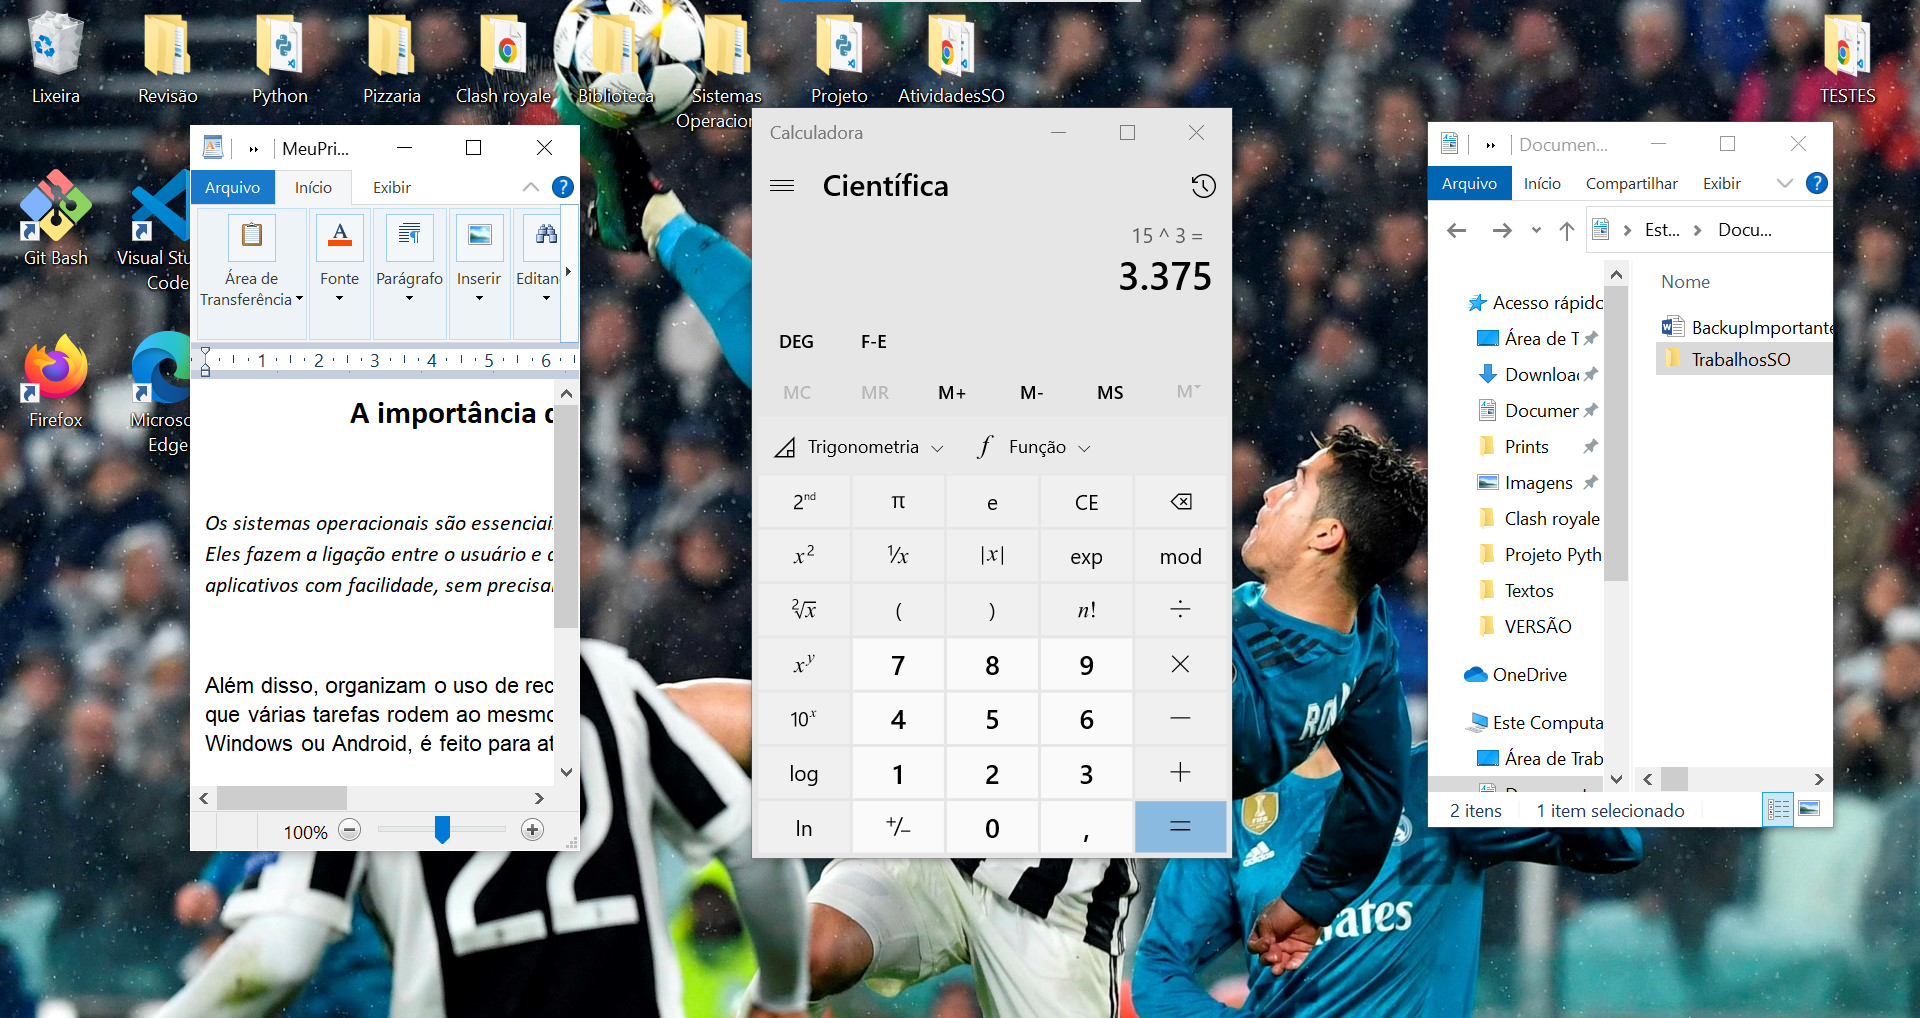 Lixeira
Revisão
Python
Pizzaria
Clash royale
Biblioteca
Sistemas
Operacion
Projeto
AtividadesSO
TESTES
Git Bash
Visual Stu
Code
Firefox
Micros
Edge
MeuPri...
Arquivo
Início
Exibir
?
Área de
Transferência
A
Fonte
Parágrafo
Inserir
Editan
1 2 3 4 5 6
A importância d
Os sistemas operacionais são essenciai
Eles fazem a ligação entre o usuário e
aplicativos com facilidade, sem precisa
Além disso, organizam o uso de rec
que várias tarefas rodem ao mesmo
Windows ou Android, é feito para at
100%
Calculadora
Científica
15 ^ 3 =
3.375
DEG
F-E
MC MR M+ M- MS M
Trigonometria
f Função
2nd π e CE
x² ¹/x |x| exp mod
²√x ( ) n! ÷
xʸ 7 8 9 ×
10ˣ 4 5 6 −
log 1 2 3 +
ln +/− 0 , =
Documen...
Arquivo
Início
Compartilhar
Exibir
?
Est...
Docu...
Nome
BackupImportante
TrabalhosSO
Acesso rápido
Área de T
Downloa
Documen
Prints
Imagens
Clash royale
Projeto Pyth
Textos
VERSÃO
OneDrive
Este Computa
Área de Trab
2 itens
1 item selecionado
22